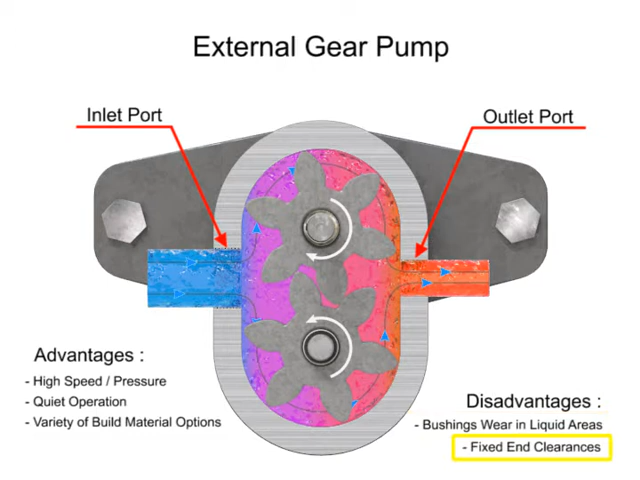 External Gear Pump
Inlet Port
Outlet Port
Advantages :
- High Speed / Pressure
- Quiet Operation
- Variety of Build Material Options
Disadvantages :
- Bushings Wear in Liquid Areas
- Fixed End Clearances